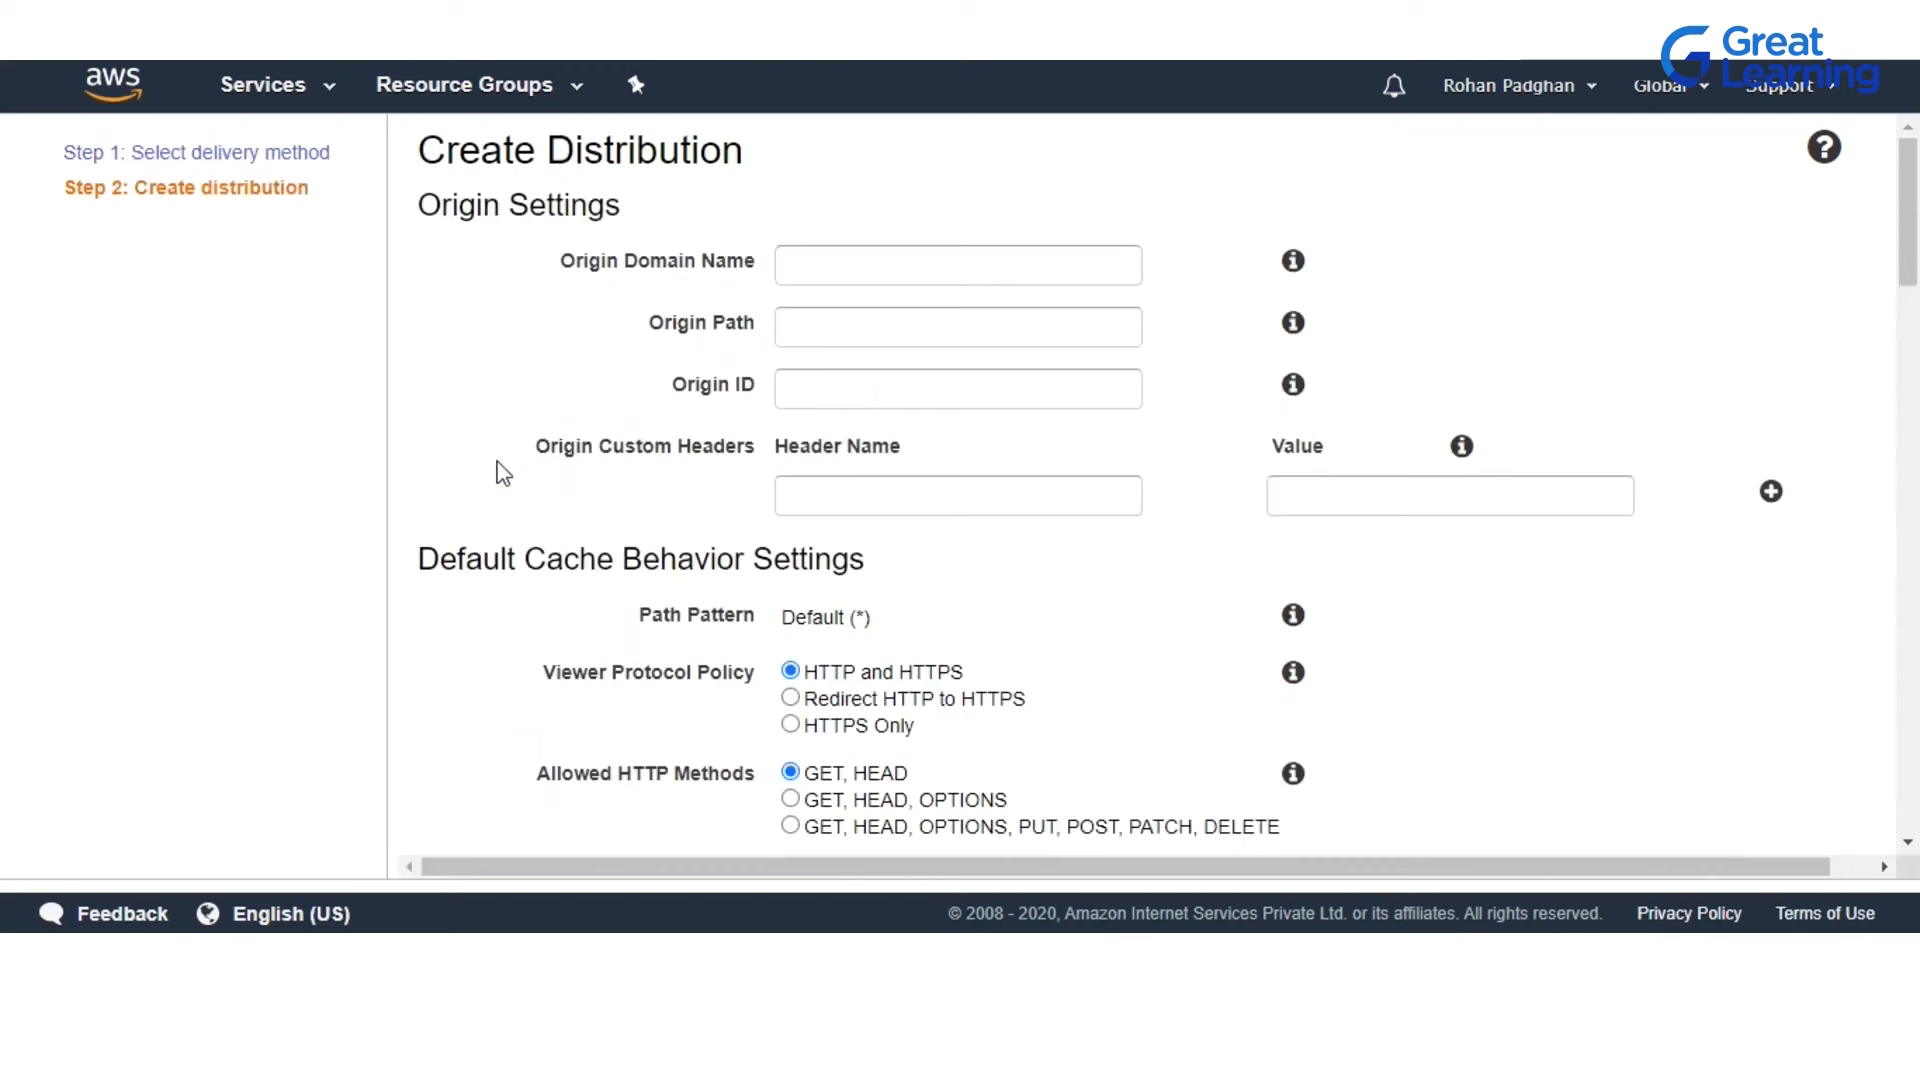 Great
Learning
aws Services Resource Groups Rohan Padghan Global Support
Step 1: Select delivery method
Step 2: Create distribution
Create Distribution
Origin Settings
Origin Domain Name
Origin Path
Origin ID
Origin Custom Headers Header Name Value
Default Cache Behavior Settings
Path Pattern Default (*)
Viewer Protocol Policy HTTP and HTTPS
Redirect HTTP to HTTPS
HTTPS Only
Allowed HTTP Methods GET, HEAD
GET, HEAD, OPTIONS
GET, HEAD, OPTIONS, PUT, POST, PATCH, DELETE
Feedback English (US) © 2008 - 2020, Amazon Internet Services Private Ltd. or its affiliates. All rights reserved. Privacy Policy Terms of Use